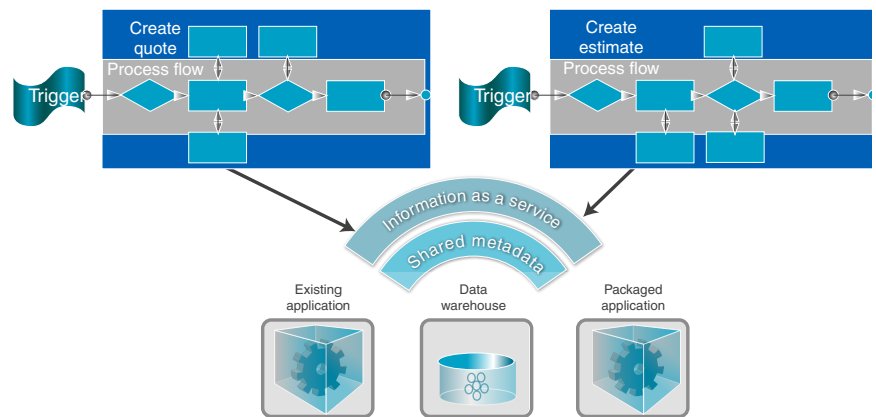 Create
quote
Process flow
Trigger
Create
estimate
Process flow
Trigger
Information as a service
Shared metadata
Existing
application
Data
warehouse
Packaged
application